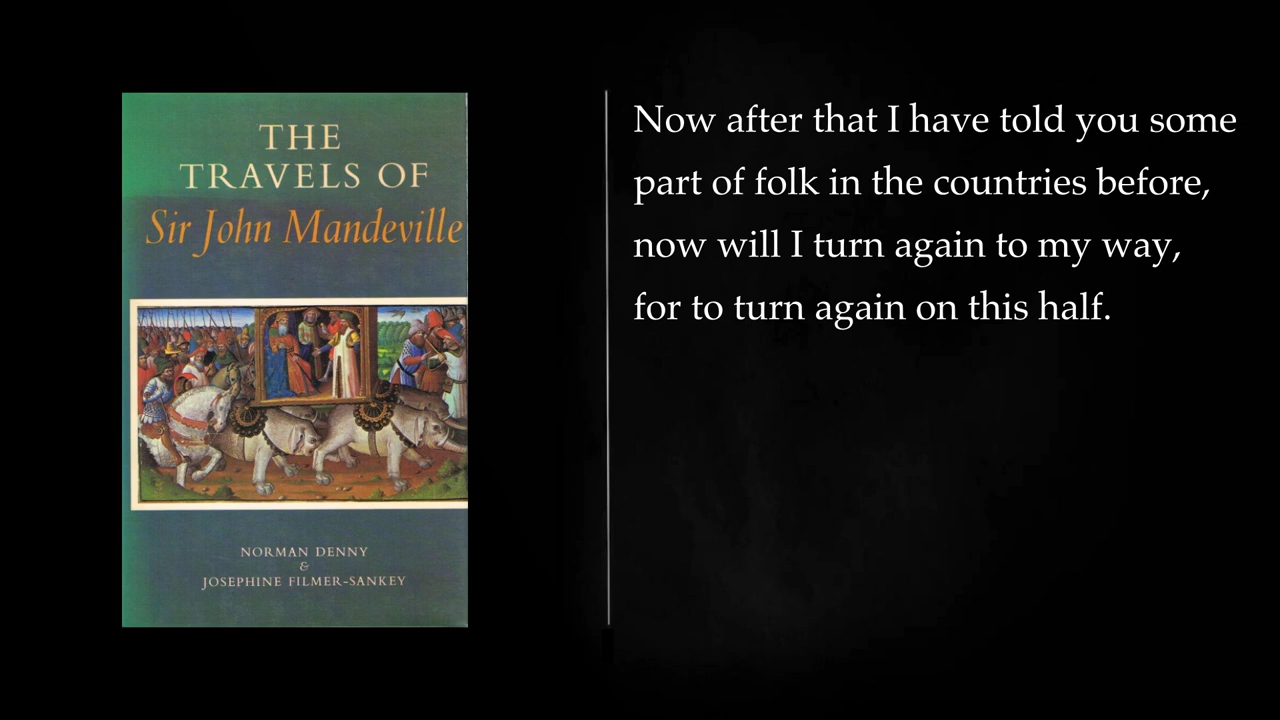 THE
TRAVELS OF
Sir John Mandeville
NORMAN DENNY
&
JOSEPHINE FILMER-SANKEY
Now after that I have told you some
part of folk in the countries before,
now will I turn again to my way,
for to turn again on this half.